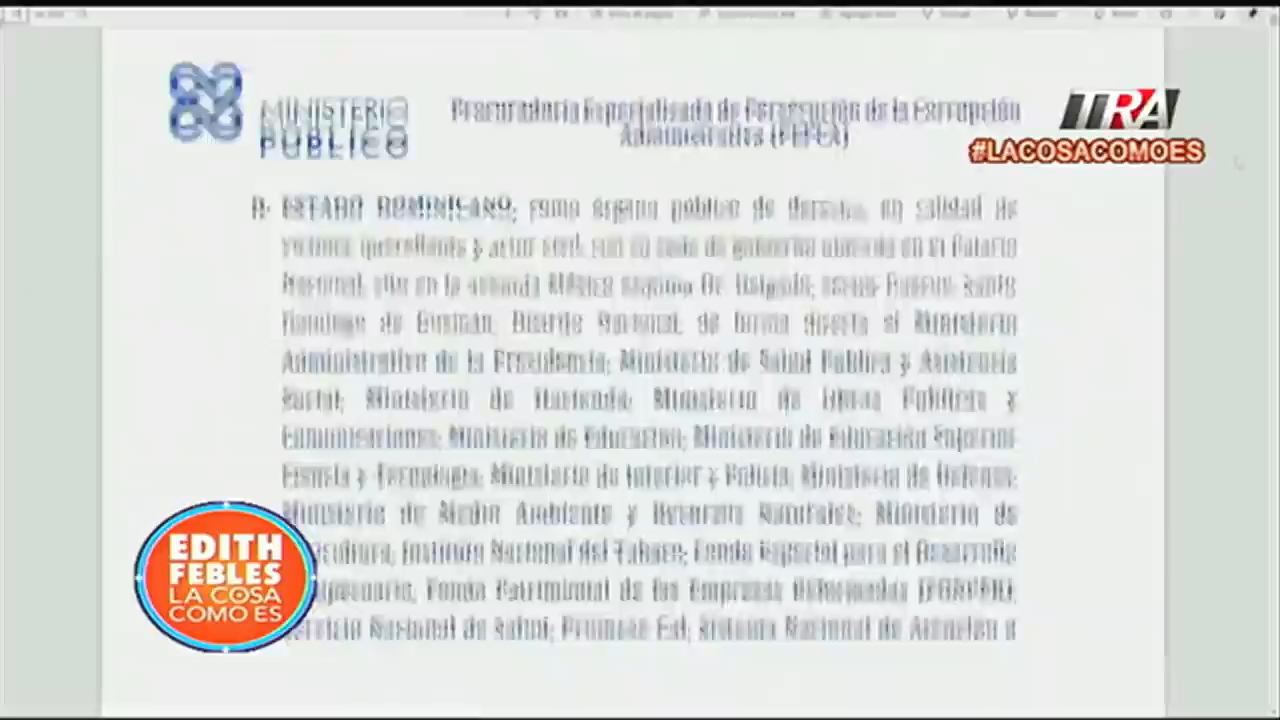 MINISTERIO
PÚBLICO
Procuraduría Especializada de Persecución de la Corrupción
Administrativa (PEPCA)
TRA
#LACOSACOMOES
ESTADO DOMINICANO, como órgano público de derecho, en calidad de
víctima querellante y actor civil, con su sede de gobierno ubicada en el Palacio
Nacional, sito en la avenida México esquina Dr. Delgado, Santo
Domingo de Guzmán, Distrito Nacional, de forma directa el Ministerio
Administrativo de la Presidencia; Ministerio de Salud Pública y Asistencia
Social; Ministerio de Hacienda; Ministerio de Obras Públicas y
Comunicaciones; Ministerio de Educación; Ministerio de Educación Superior
Ciencia y Tecnología; Ministerio de Interior y Policía; Ministerio de Defensa;
Ministerio de Medio Ambiente y Recursos Naturales; Ministerio de
Instituto Nacional del Tabaco; Fondo Especial para el Desarrollo
Fondo Patrimonial de las Empresas Reformadas (FONPER);
Servicio Nacional de Salud; Promese Cal; Sistema Nacional de Atención a
EDITH
FEBLES
LA COSA
COMO ES